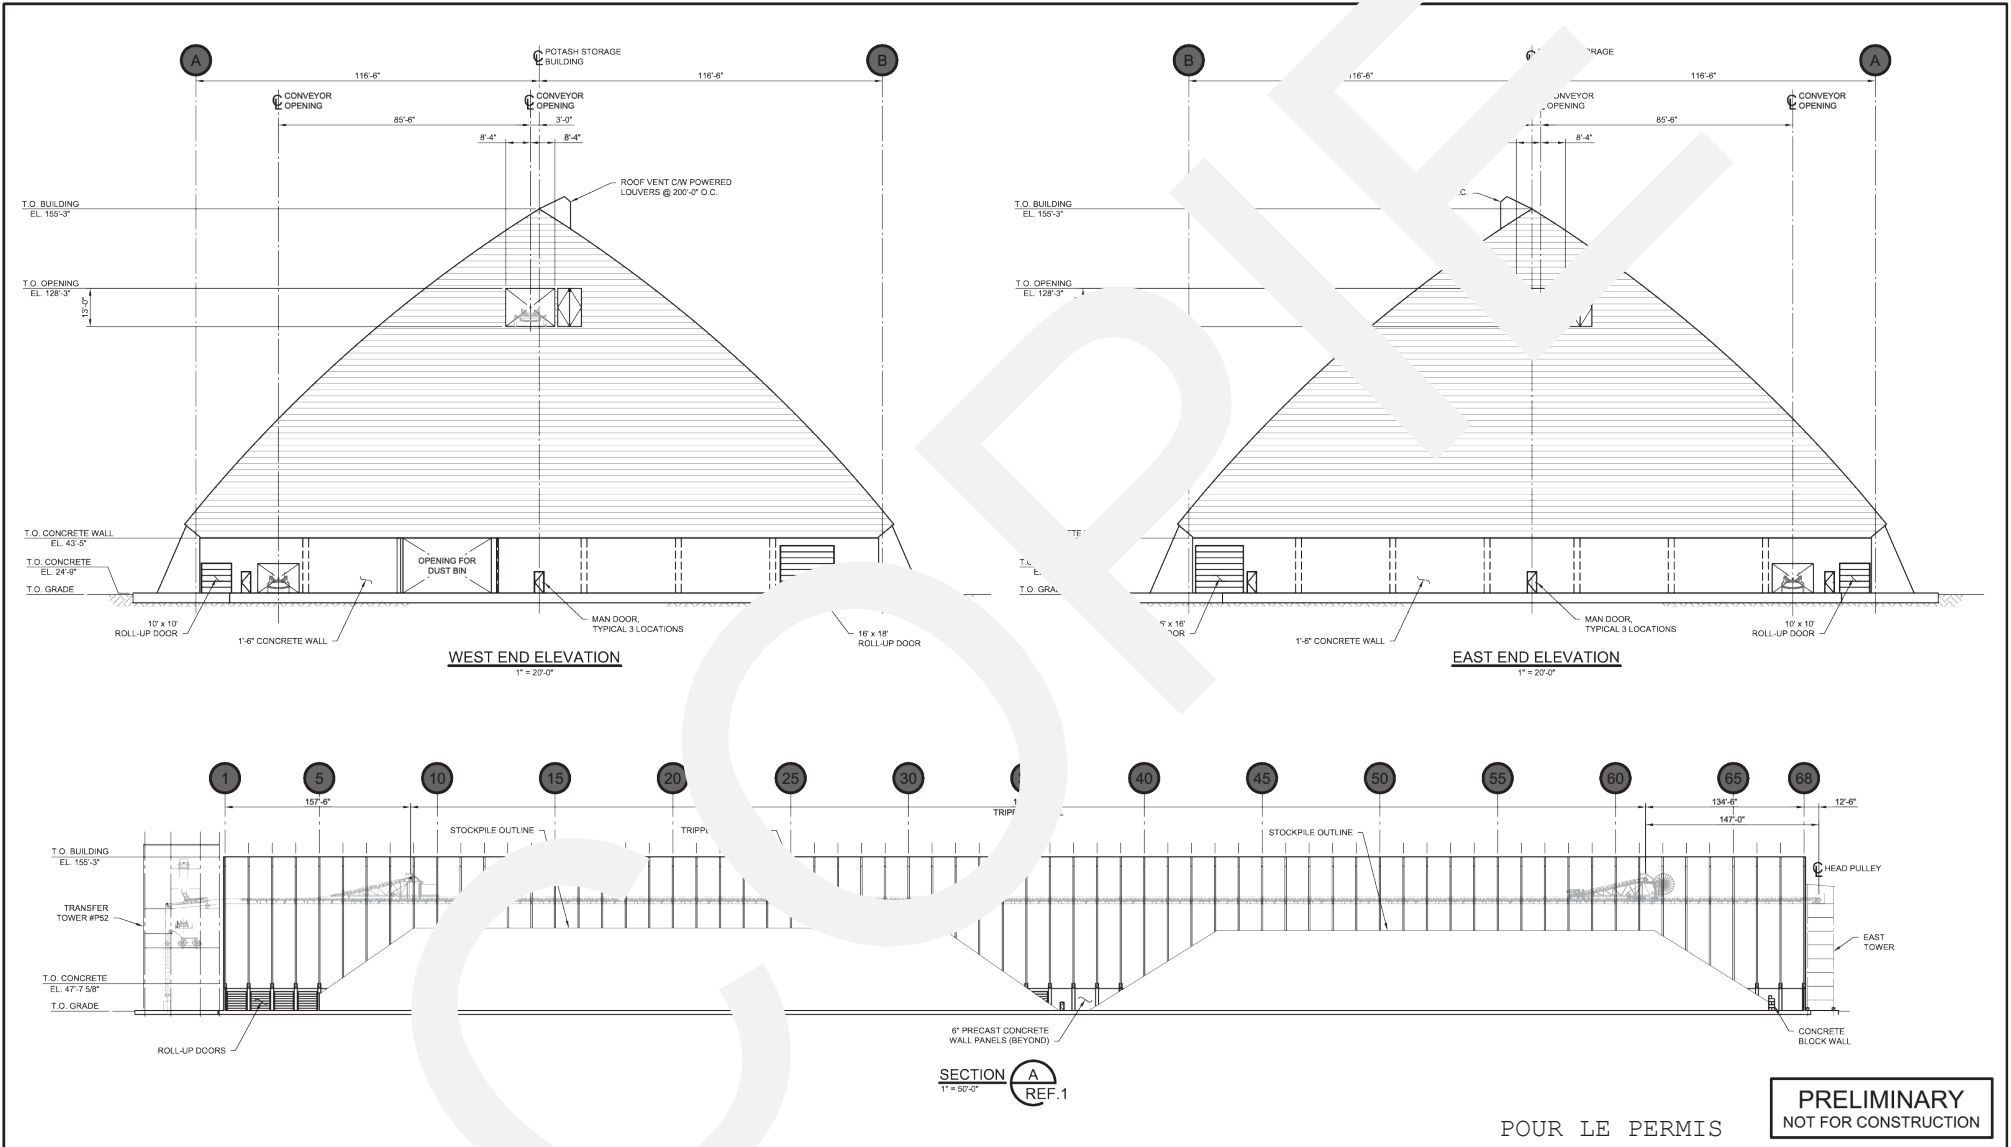 A
℄ POTASH STORAGE
BUILDING
B
116'-6"
116'-6"
℄ CONVEYOR
OPENING
℄ CONVEYOR
OPENING
85'-6"
3'-0"
8'-4"
8'-4"
ROOF VENT C/W POWERED
LOUVERS @ 200'-0" O.C.
T.O. BUILDING
EL. 155'-3"
T.O. OPENING
EL. 128'-3"
13'-0"
T.O. CONCRETE WALL
EL. 43'-5"
T.O. CONCRETE
EL. 24'-9"
T.O. GRADE
OPENING FOR
DUST BIN
10' x 10'
ROLL-UP DOOR
1'-6" CONCRETE WALL
MAN DOOR,
TYPICAL 3 LOCATIONS
16' x 18'
ROLL-UP DOOR
WEST END ELEVATION
1" = 20'-0"
B
A
116'-6"
116'-6"
OPENING
℄ CONVEYOR
OPENING
85'-6"
8'-4"
T.O. BUILDING
EL. 155'-3"
T.O. OPENING
EL. 128'-3"
1'-6" CONCRETE WALL
MAN DOOR,
TYPICAL 3 LOCATIONS
10' x 10'
ROLL-UP DOOR
EAST END ELEVATION
1" = 20'-0"
1
5
10
15
20
25
30
40
45
50
55
60
65
68
157'-6"
134'-6"
12'-6"
147'-0"
STOCKPILE OUTLINE
STOCKPILE OUTLINE
T.O. BUILDING
EL. 155'-3"
℄ HEAD PULLEY
TRANSFER
TOWER #P52
EAST
TOWER
T.O. CONCRETE
EL. 47'-7 5/8"
T.O. GRADE
ROLL-UP DOORS
6" PRECAST CONCRETE
WALL PANELS (BEYOND)
CONCRETE
BLOCK WALL
SECTION A
1" = 50'-0" REF.1
PRELIMINARY
NOT FOR CONSTRUCTION
POUR LE PERMIS
COPIE